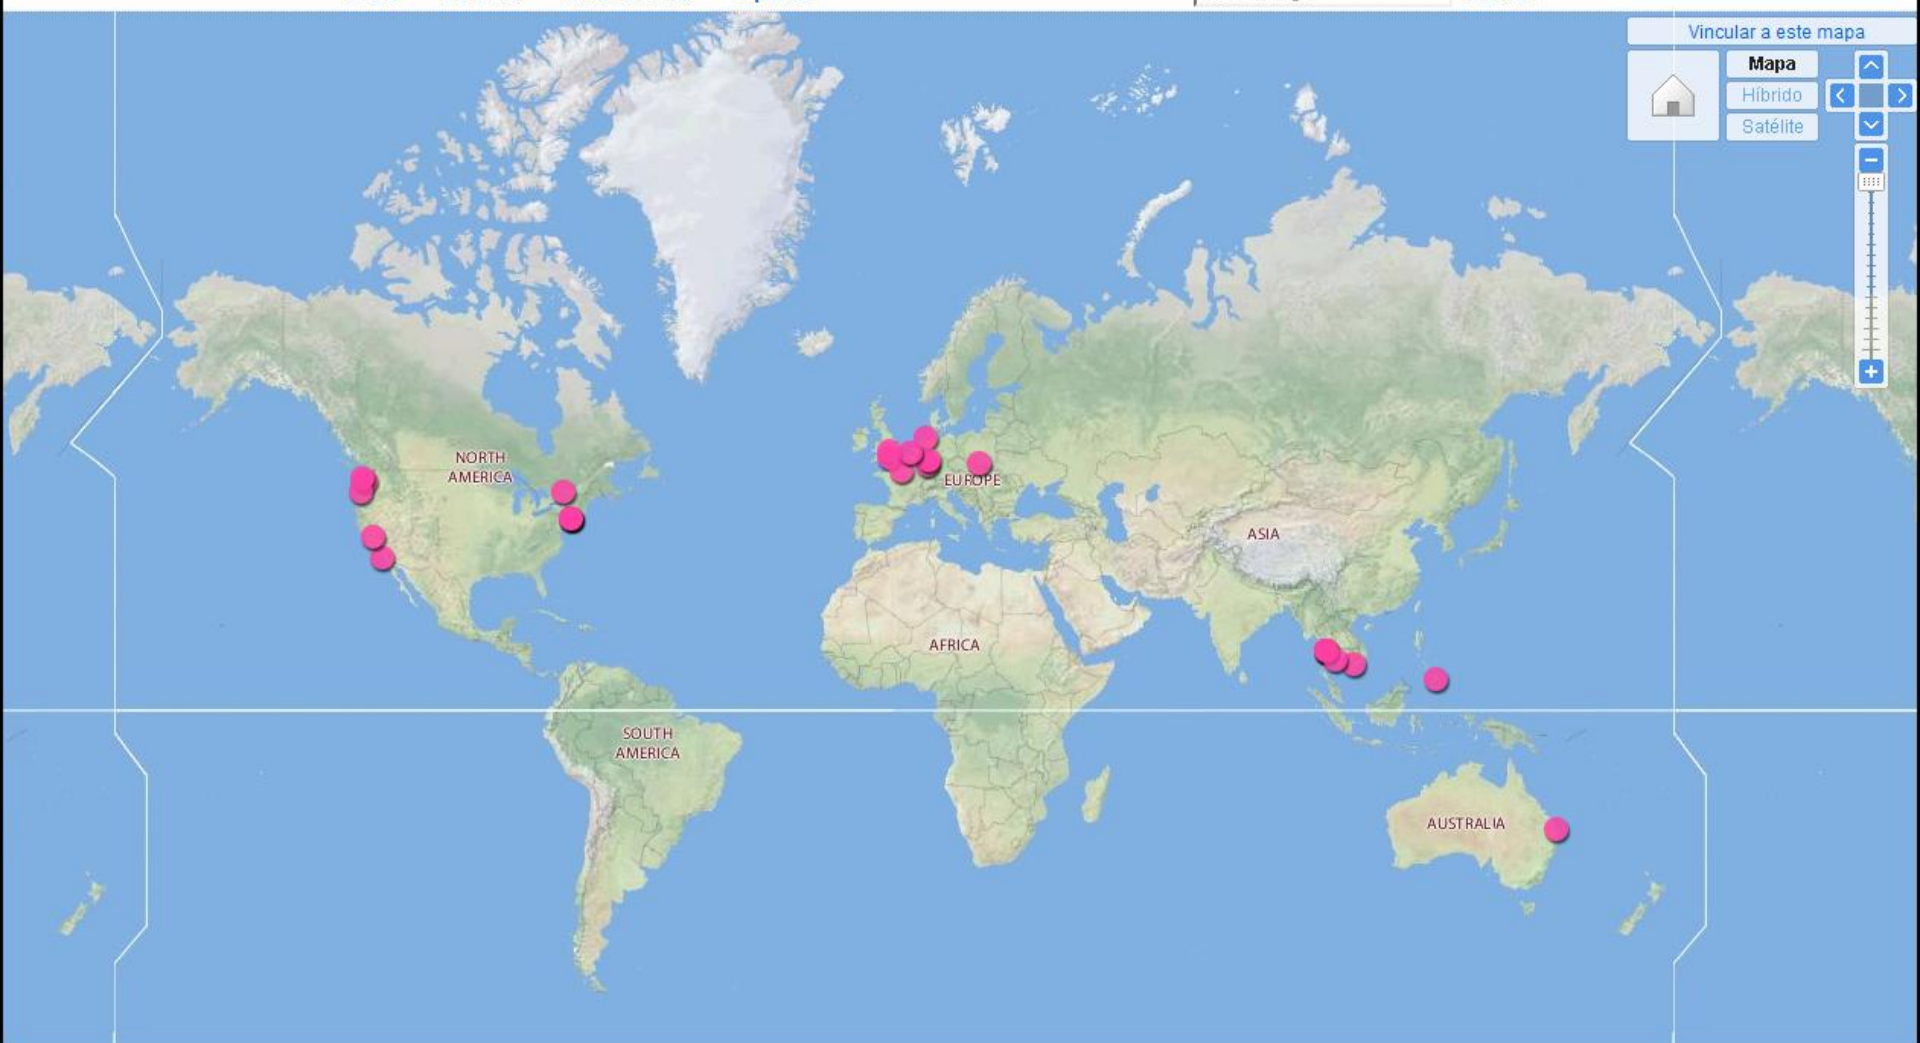 Vincular a este mapa
Mapa
Híbrido
Satélite
NORTH
AMERICA
EUROPE
ASIA
AFRICA
SOUTH
AMERICA
AUSTRALIA